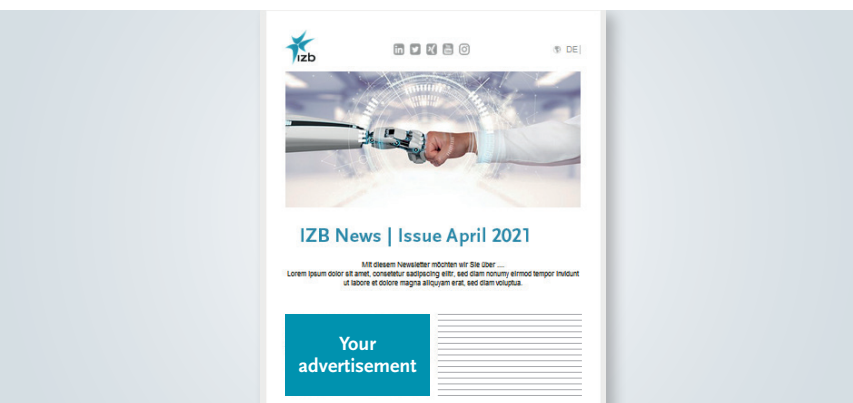 izb
DE|
IZB News | Issue April 2021
Mit diesem Newsletter möchten wir Sie über ....
Lorem ipsum dolor sit amet, consetetur sadipscing elitr, sed diam nonumy eirmod tempor invidunt
ut labore et dolore magna aliquyam erat, sed diam voluptua.
Your
advertisement